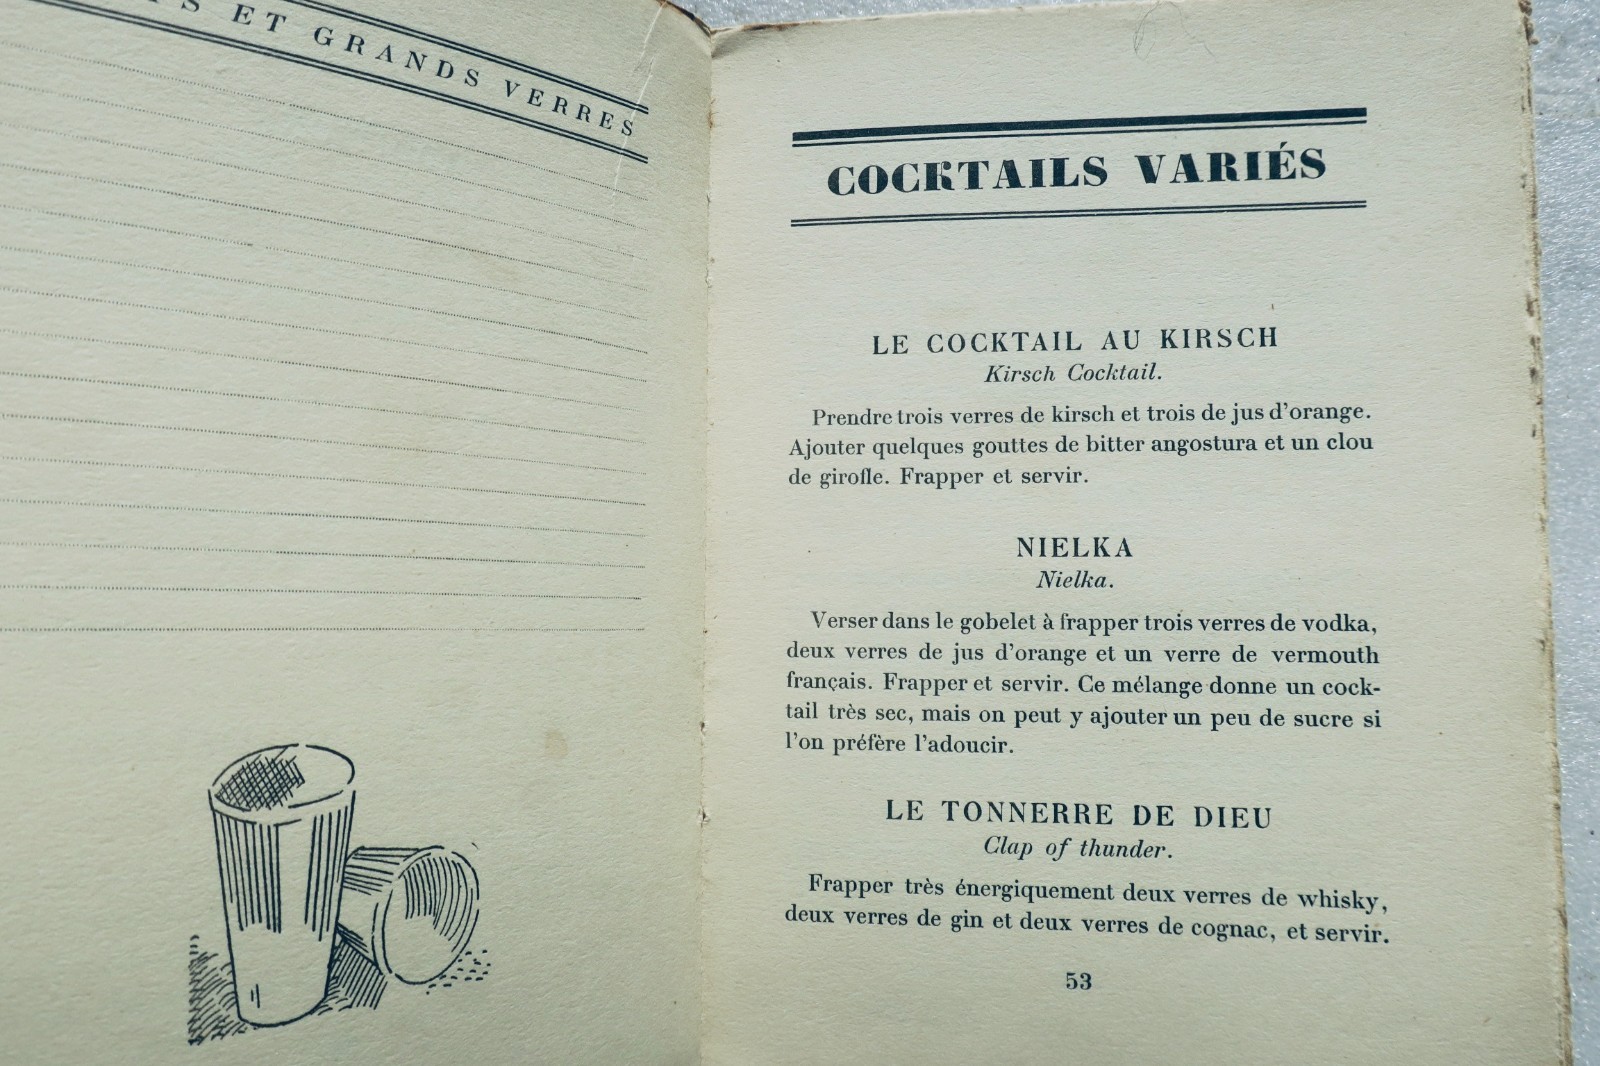 ET GRANDS VERRES
COCKTAILS VARIÉS
LE COCKTAIL AU KIRSCH
Kirsch Cocktail.
Prendre trois verres de kirsch et trois de jus d'orange.
Ajouter quelques gouttes de bitter angostura et un clou
de girofle. Frapper et servir.
NIELKA
Nielka.
Verser dans le gobelet à frapper trois verres de vodka,
deux verres de jus d'orange et un verre de vermouth
français. Frapper et servir. Ce mélange donne un cock-
tail très sec, mais on peut y ajouter un peu de sucre si
l'on préfère l'adoucir.
LE TONNERRE DE DIEU
Clap of thunder.
Frapper très énergiquement deux verres de whisky,
deux verres de gin et deux verres de cognac, et servir.
53